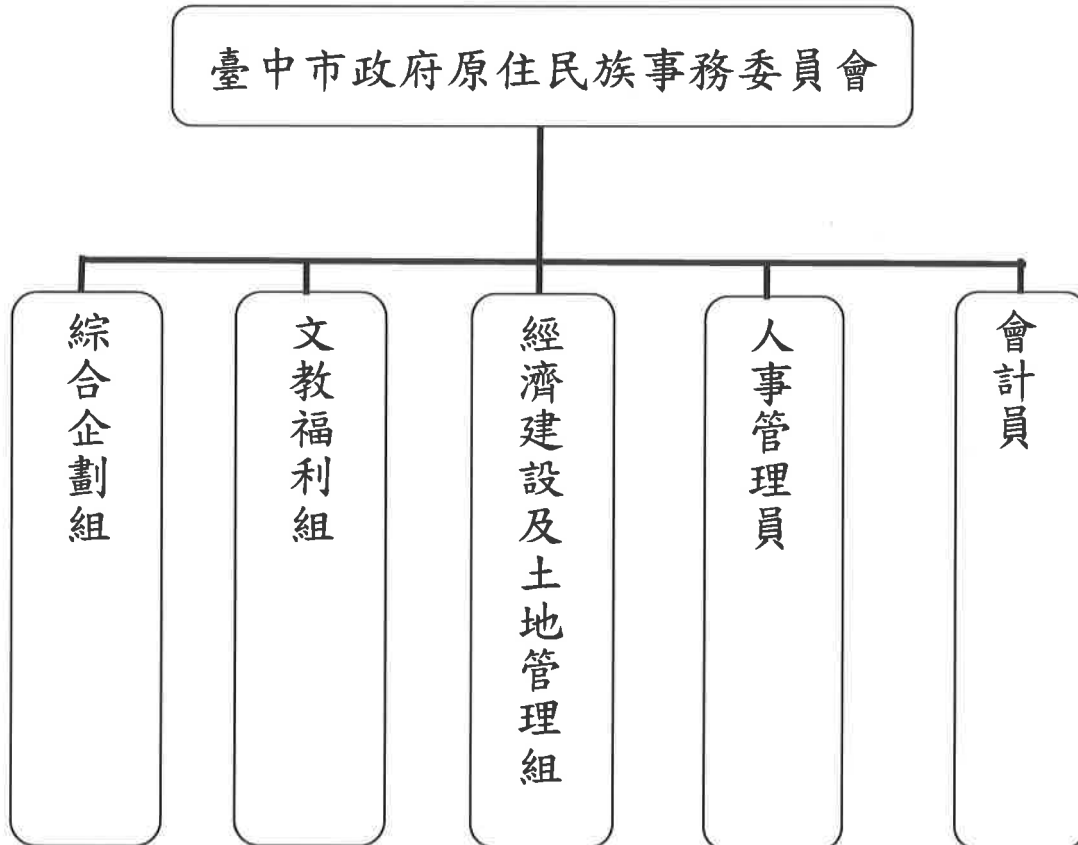 臺中市政府原住民族事務委員會
綜合企劃組
文教福利組
經濟建設及土地管理組
人事管理員
會計員